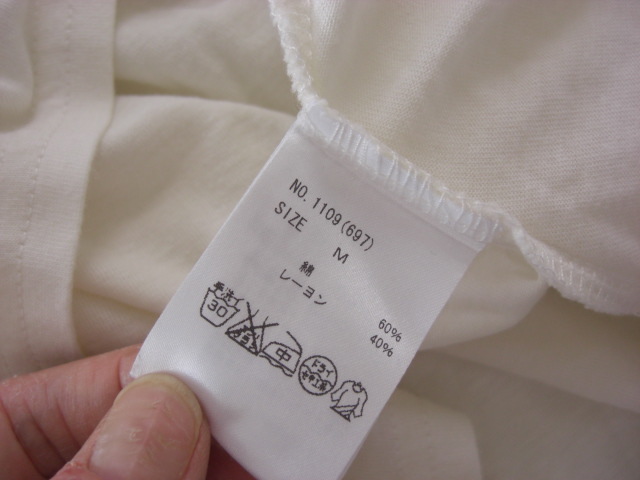 NO. 1109(697)
SIZE M
綿 60%
レーヨン 40%
手洗イ
30
中
ドライ